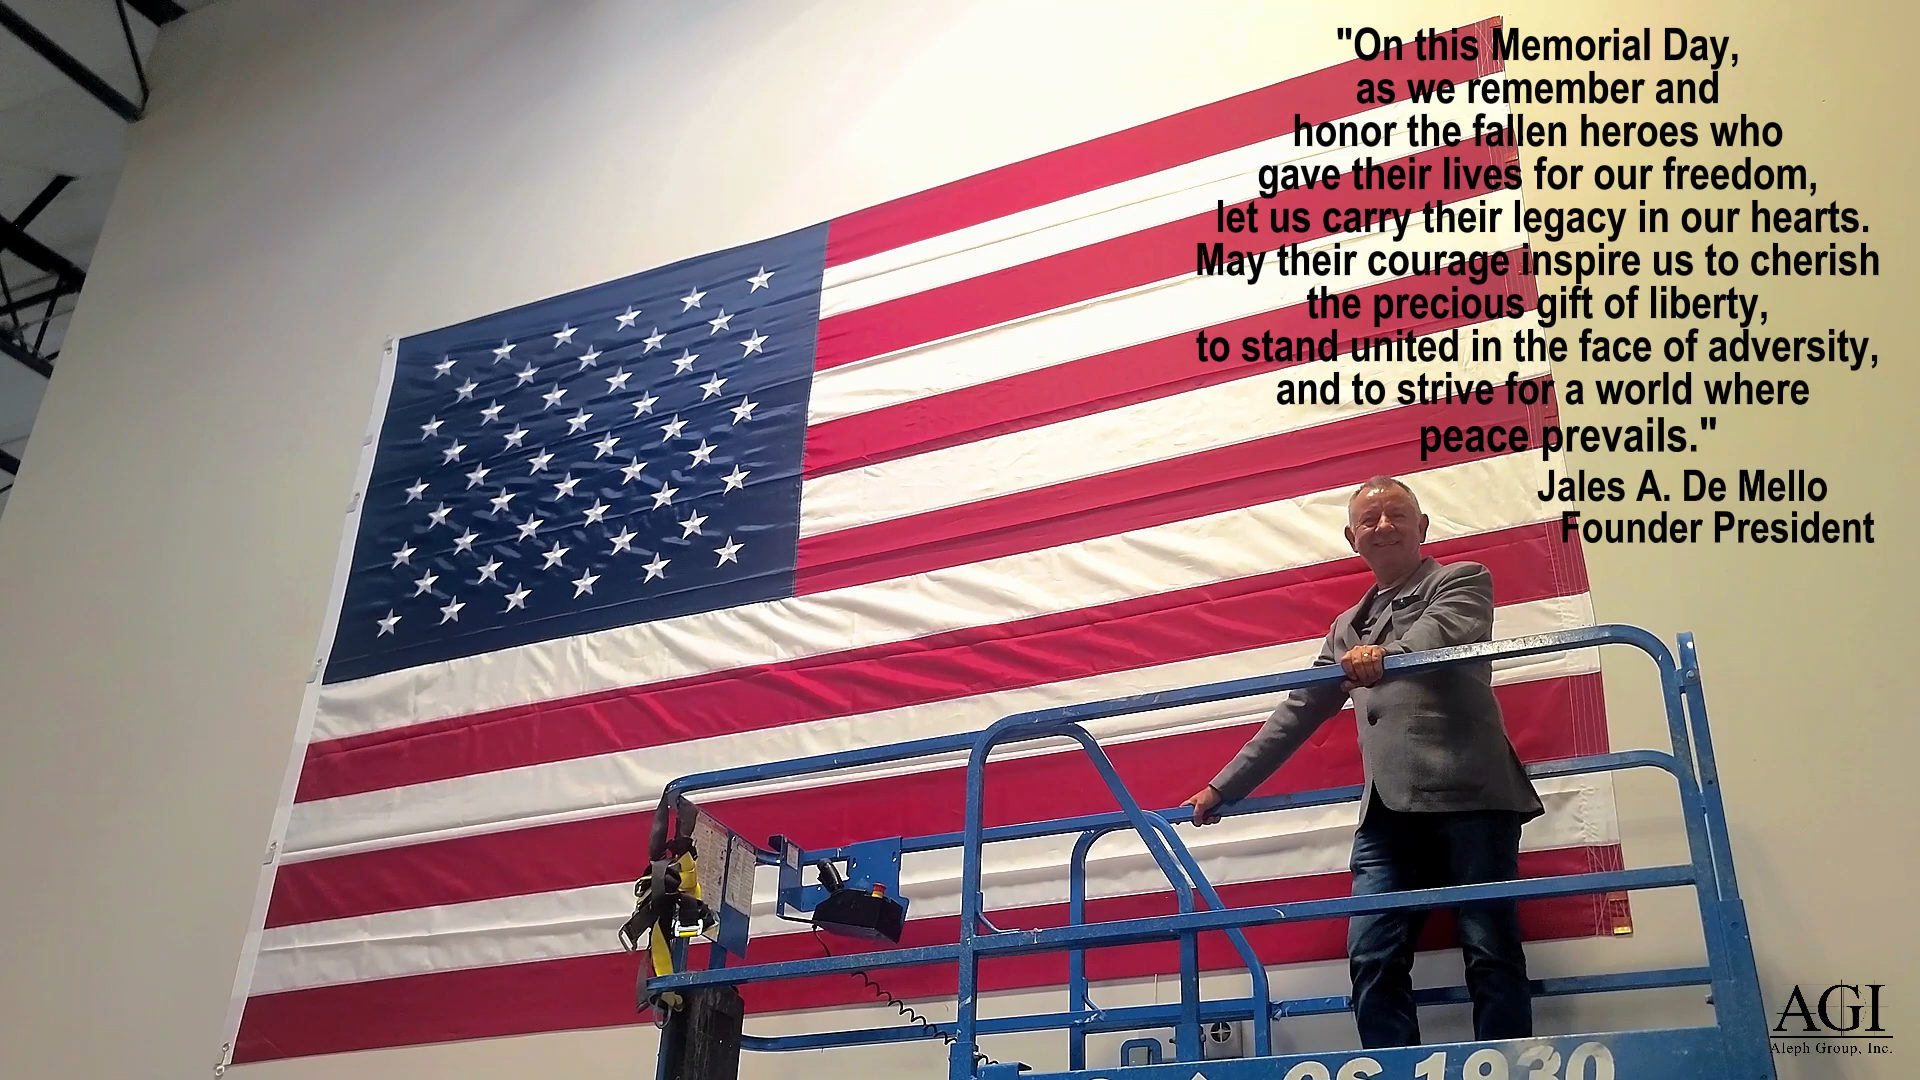 "On this Memorial Day,
as we remember and
honor the fallen heroes who
gave their lives for our freedom,
let us carry their legacy in our hearts.
May their courage inspire us to cherish
the precious gift of liberty,
to stand united in the face of adversity,
and to strive for a world where
peace prevails."
Jales A. De Mello
Founder President
AGI
Aleph Group, Inc.
1930